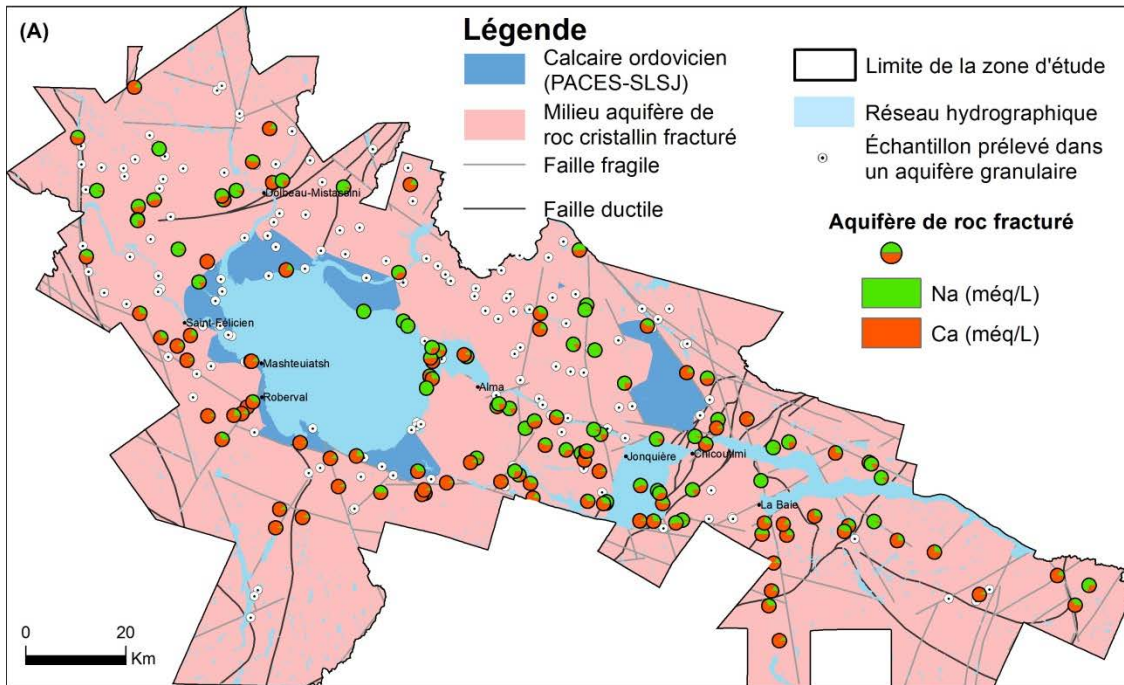 (A)
Légende
Calcaire ordovicien
(PACES-SLSJ)
Milieu aquifère de
roc cristallin fracturé
Faille fragile
Faille ductile
Limite de la zone d'étude
Réseau hydrographique
Échantillon prélevé dans
un aquifère granulaire
Aquifère de roc fracturé
Na (méq/L)
Ca (méq/L)
Dolbeau-Mistassini
Saint-Félicien
Mashteuiatsh
Roberval
Alma
Jonquière
Chicoutimi
La Baie
0 20
Km